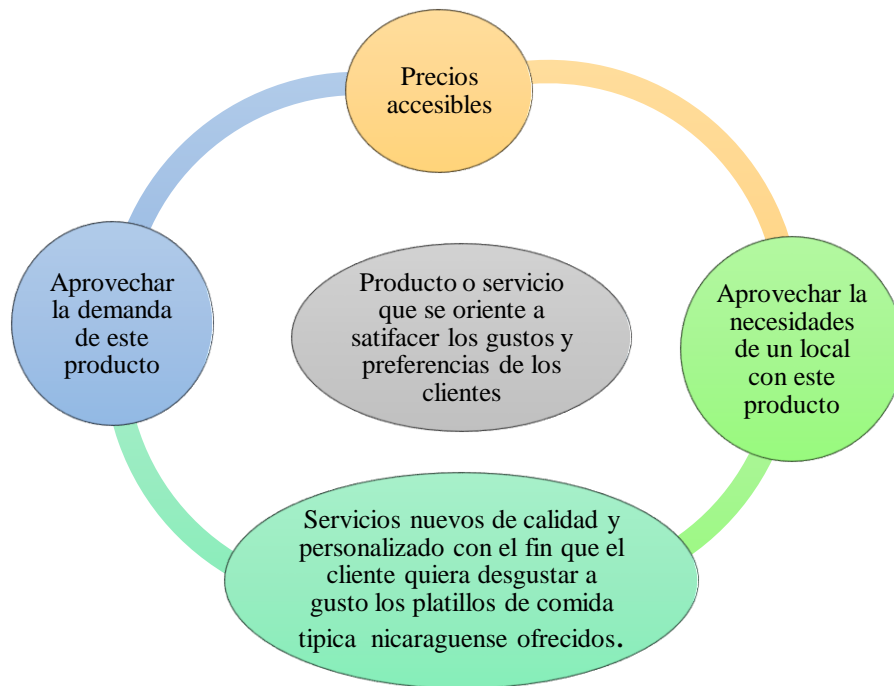 Precios
accesibles
Aprovechar
la demanda
de este
producto
Producto o servicio
que se oriente a
satifacer los gustos y
preferencias de los
clientes
Aprovechar la
necesidades
de un local
con este
producto
Servicios nuevos de calidad y
personalizado con el fin que el
cliente quiera desgustar a
gusto los platillos de comida
tipica nicaraguense ofrecidos.